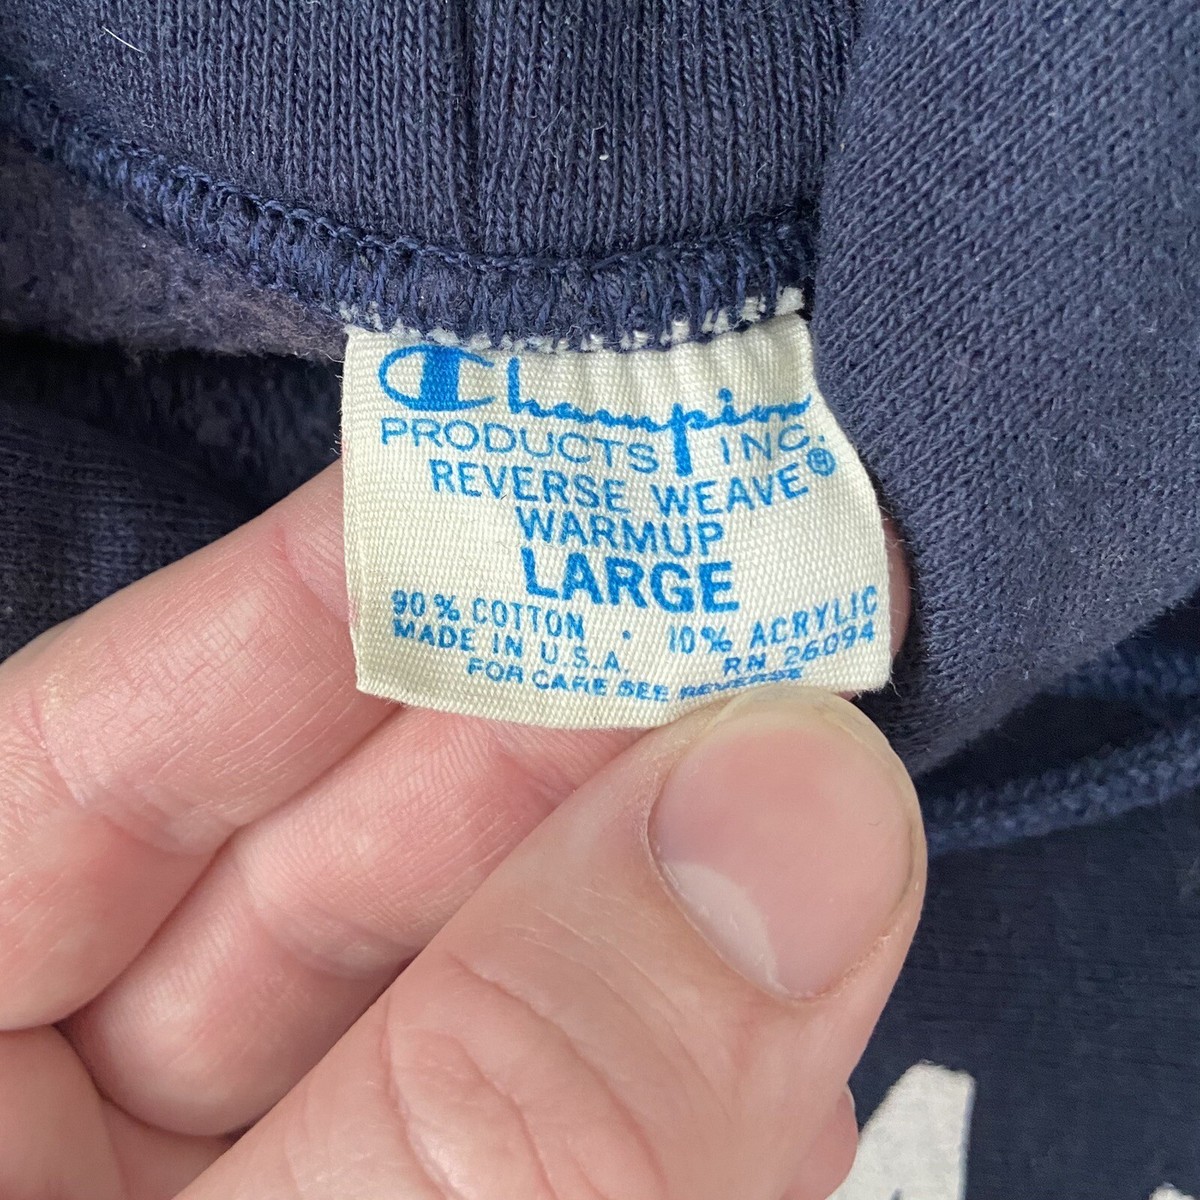 Champion
PRODUCTS INC.
REVERSE WEAVE®
WARMUP
LARGE
90% COTTON · 10% ACRYLIC
MADE IN U.S.A. RN 26094
FOR CARE SEE REVERSE